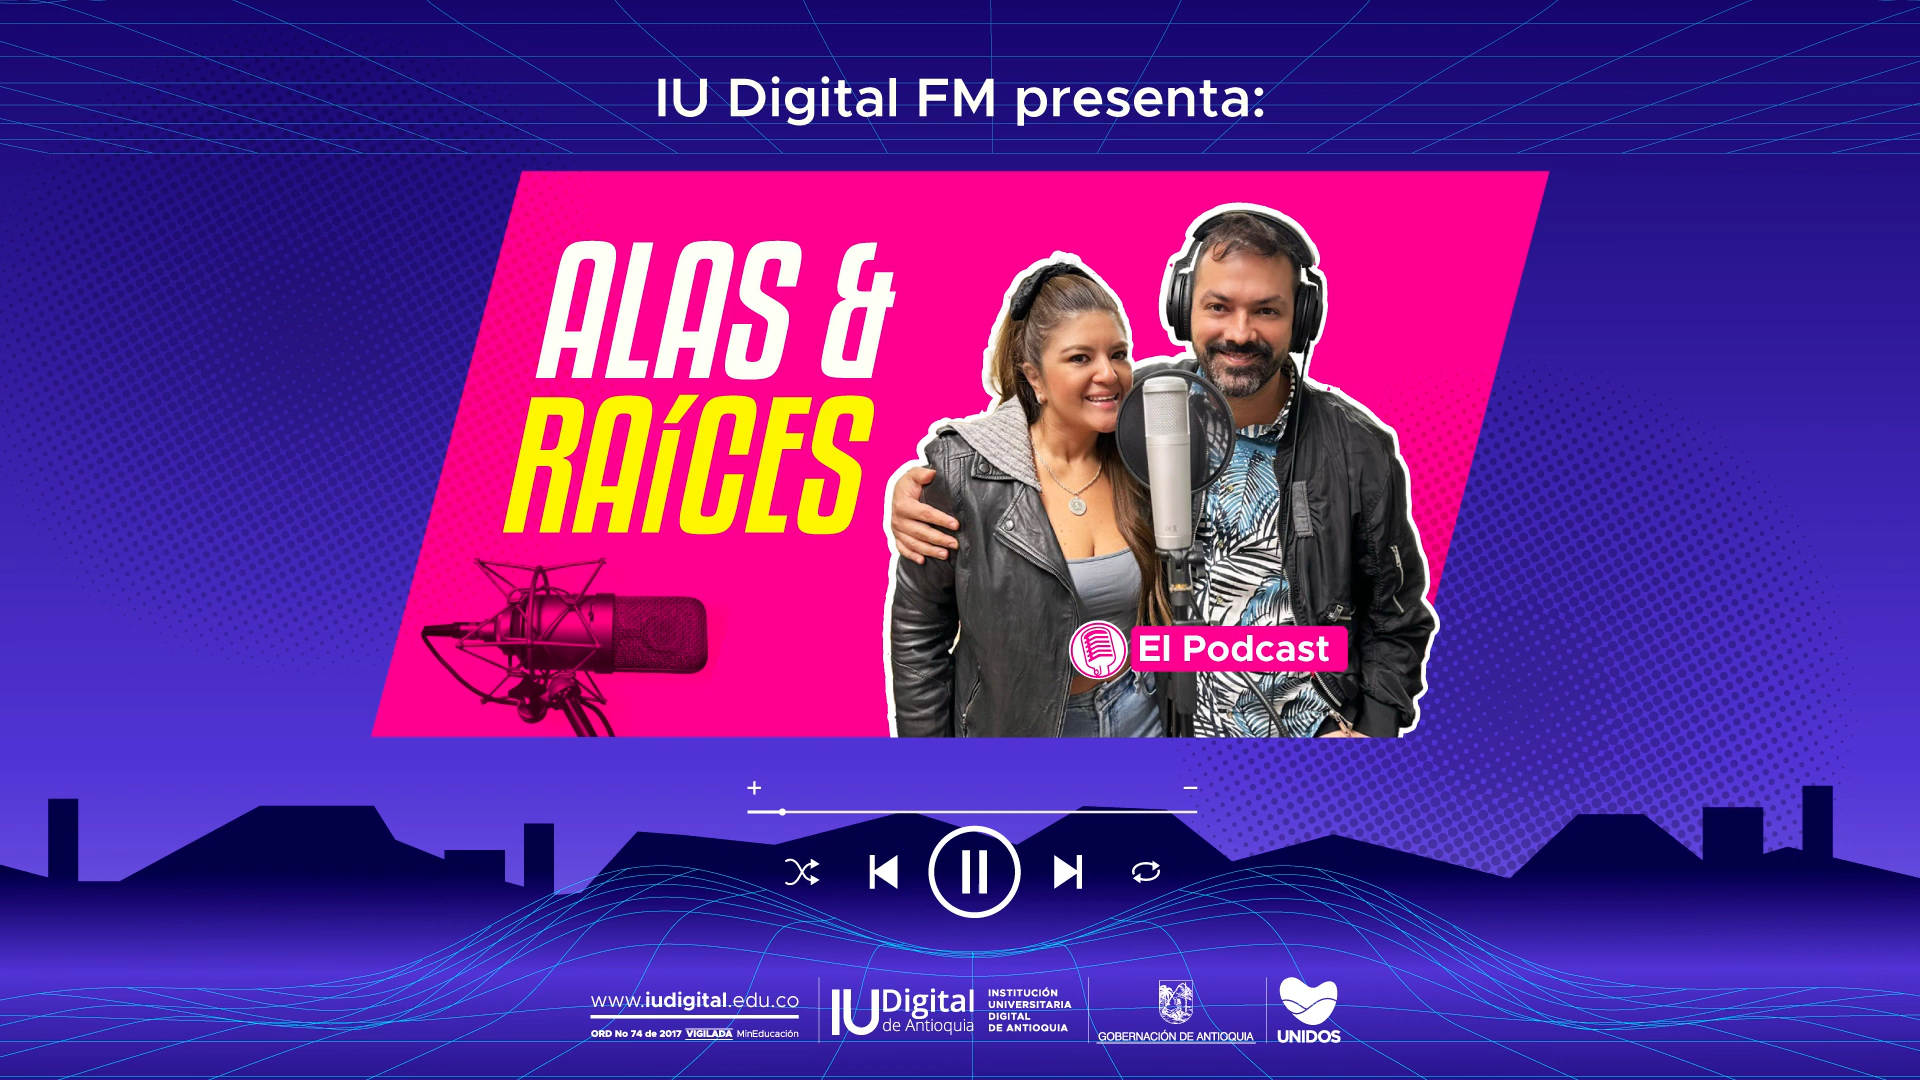 IU Digital FM presenta:
ALAS &
RAÍCES
El Podcast
www.iudigital.edu.co
ORD No 74 de 2017 VIGILADA MinEducación
IU Digital
de Antioquia
INSTITUCIÓN
UNIVERSITARIA
DIGITAL
DE ANTIOQUIA
GOBERNACIÓN DE ANTIOQUIA
UNIDOS